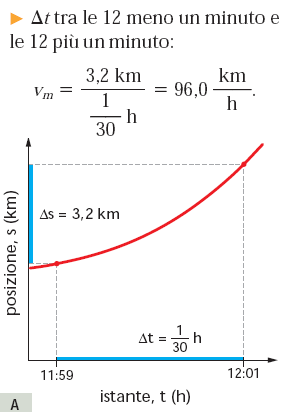 ► Δt tra le 12 meno un minuto e
le 12 più un minuto:
vₘ = 3,2 km / (1/30 h) = 96,0 km/h.
posizione, s (km)
Δs = 3,2 km
Δt = 1/30 h
11:59 12:01
istante, t (h)
A